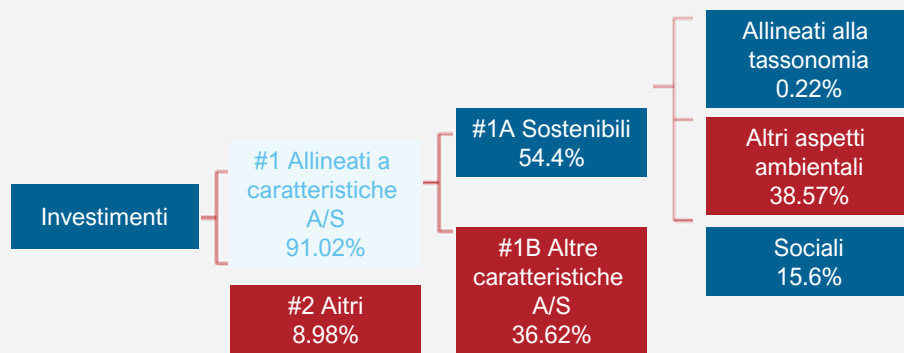 Investimenti
#1 Allineati a
caratteristiche
A/S
91.02%
#2 Aitri
8.98%
#1A Sostenibili
54.4%
#1B Altre
caratteristiche
A/S
36.62%
Allineati alla
tassonomia
0.22%
Altri aspetti
ambientali
38.57%
Sociali
15.6%